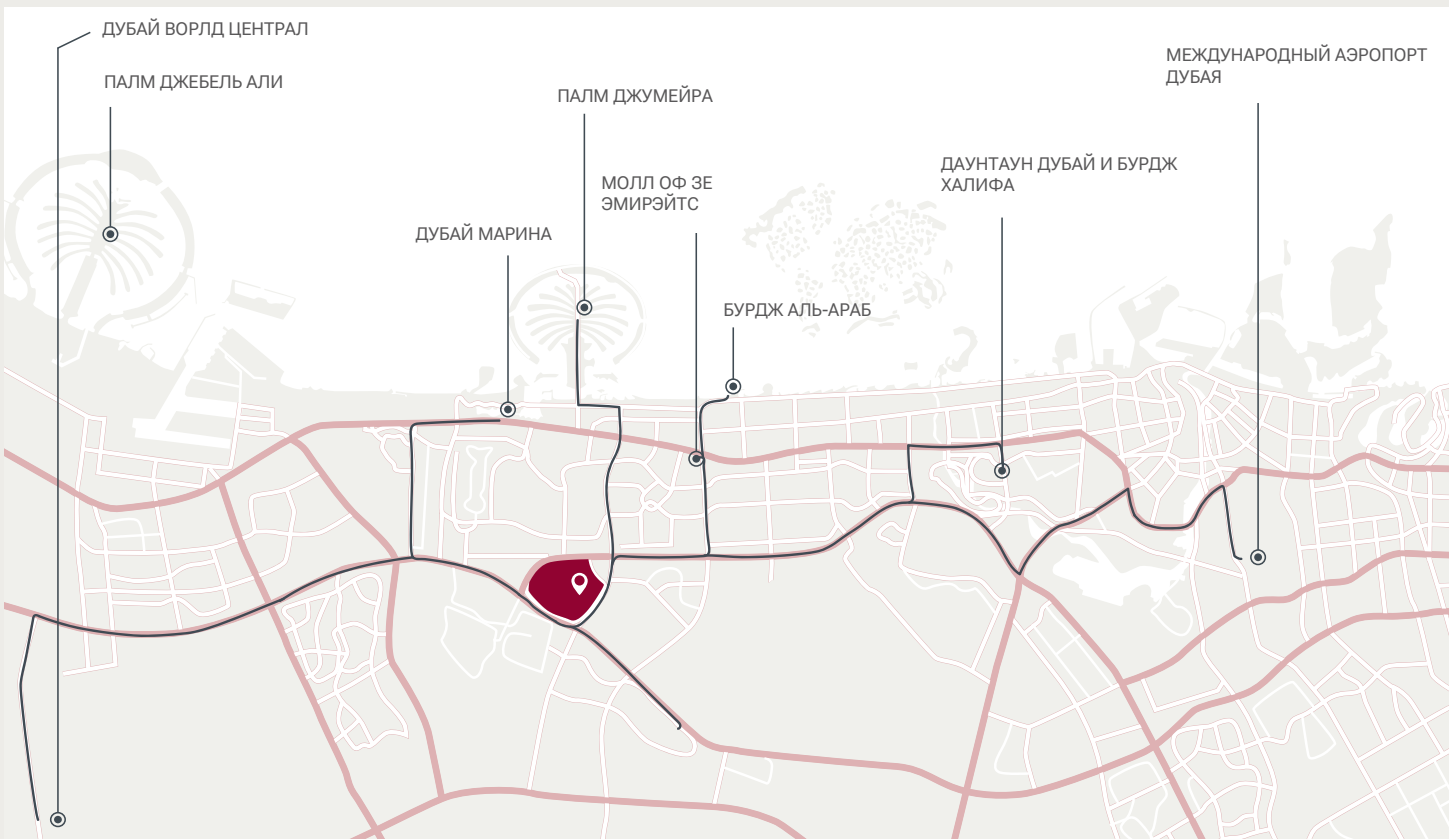 ДУБАЙ ВОРЛД ЦЕНТРАЛ
ПАЛМ ДЖЕБЕЛЬ АЛИ
ПАЛМ ДЖУМЕЙРА
МЕЖДУНАРОДНЫЙ АЭРОПОРТ
ДУБАЯ
МОЛЛ ОФ ЗЕ
ЭМИРЭЙТС
ДАУНТАУН ДУБАЙ И БУРДЖ
ХАЛИФА
ДУБАЙ МАРИНА
БУРДЖ АЛЬ-АРАБ